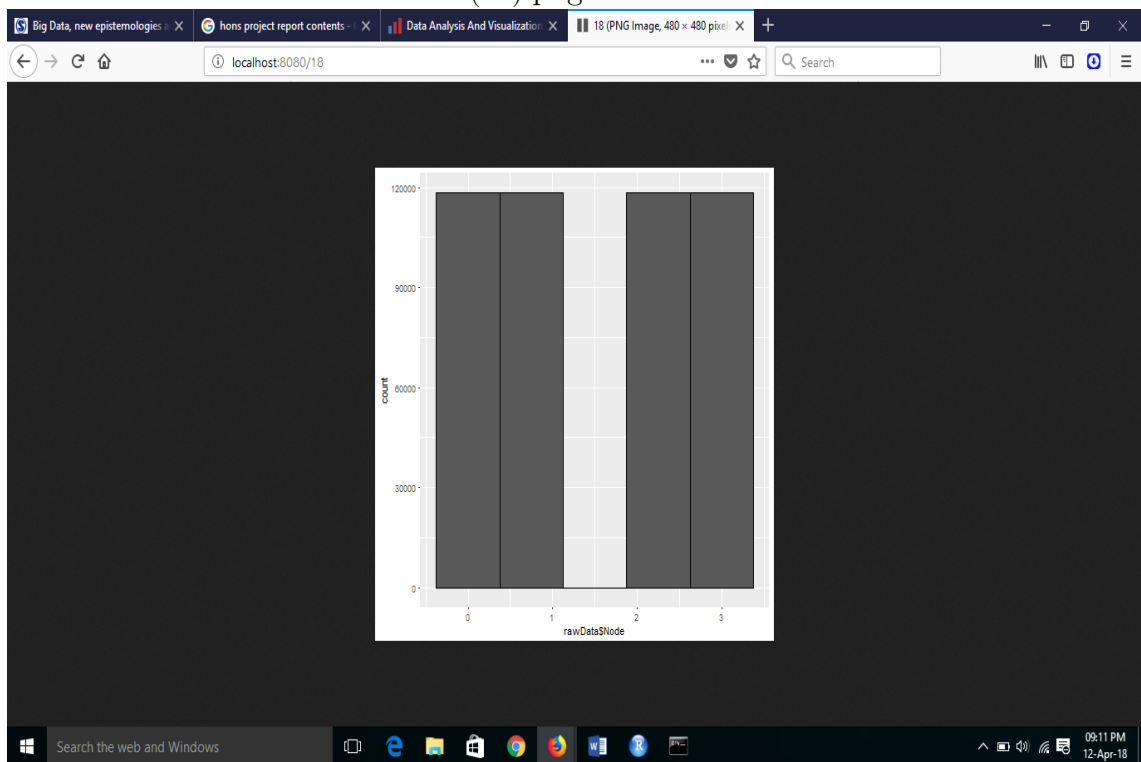 Big Data, new epistemologies a
hons project report contents -
Data Analysis And Visualization
18 (PNG Image, 480 × 480 pixels
localhost:8080/18
Search
120000
90000
60000
30000
0
count
0 1 2 3
rawData$Node
Search the web and Windows
09:11 PM
12-Apr-18